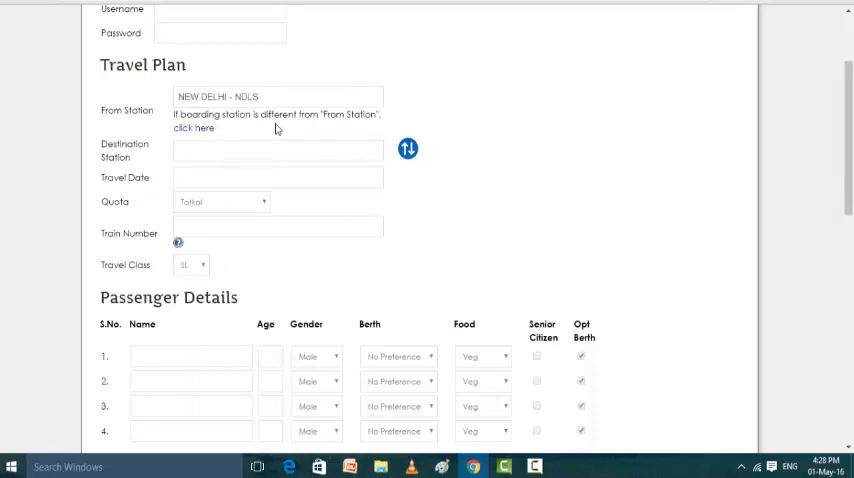 Username
Password
Travel Plan
From Station
NEW DELHI - NDLS
If boarding station is different from "From Station",
click here
Destination
Station
Travel Date
Quota
Tatkal
Train Number
?
Travel Class
SL
Passenger Details
S.No. Name Age Gender Berth Food Senior Citizen Opt Berth
1. Male No Preference Veg
2. Male No Preference Veg
3. Male No Preference Veg
4. Male No Preference Veg
Search Windows
ENG
4:28 PM
01-May-16